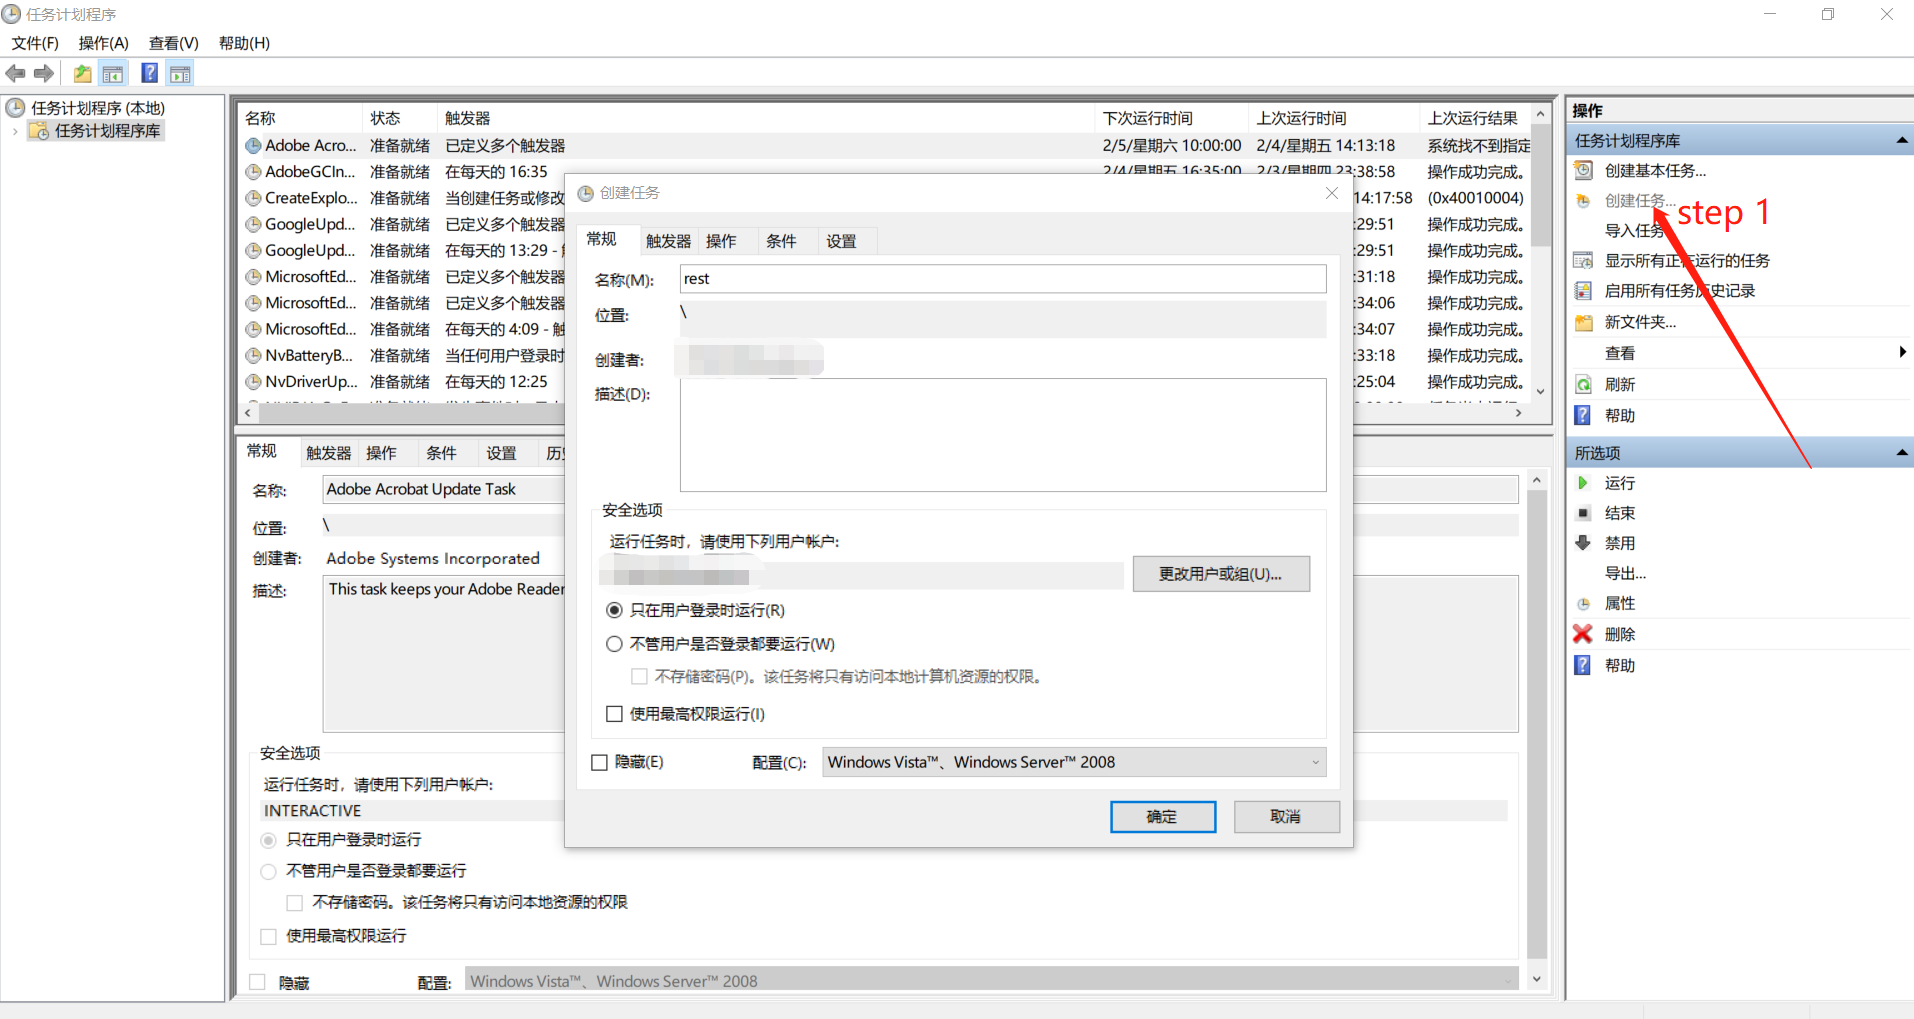 任务计划程序
文件(F) 操作(A) 查看(V) 帮助(H)
任务计划程序 (本地)
任务计划程序库
名称 状态 触发器 下次运行时间 上次运行时间 上次运行结果
Adobe Acro... 准备就绪 已定义多个触发器 2/5/星期六 10:00:00 2/4/星期五 14:13:18 系统找不到指定
AdobeGCIn... 准备就绪 在每天的 16:35 2/4/星期五 16:35:00 2/3/星期四 23:38:58 操作成功完成。
CreateExplo... 准备就绪 当创建任务或修改 14:17:58 (0x40010004)
GoogleUpd... 准备就绪 已定义多个触发器 :29:51 操作成功完成。
GoogleUpd... 准备就绪 在每天的 13:29 - :29:51 操作成功完成。
MicrosoftEd... 准备就绪 已定义多个触发器 :31:18 操作成功完成。
MicrosoftEd... 准备就绪 已定义多个触发器 :34:06 操作成功完成。
MicrosoftEd... 准备就绪 在每天的 4:09 - 触 :34:07 操作成功完成。
NvBatteryB... 准备就绪 当任何用户登录时 :33:18 操作成功完成。
NvDriverUp... 准备就绪 在每天的 12:25 :25:04 操作成功完成。
常规 触发器 操作 条件 设置
名称: Adobe Acrobat Update Task
位置: \
创建者: Adobe Systems Incorporated
描述: This task keeps your Adobe Reader
安全选项
运行任务时，请使用下列用户帐户:
INTERACTIVE
只在用户登录时运行
不管用户是否登录都要运行
不存储密码。该任务将只有访问本地资源的权限
使用最高权限运行
隐藏 配置: Windows Vista™、Windows Server™ 2008
创建任务
常规 触发器 操作 条件 设置
名称(M): rest
位置: \
创建者:
描述(D):
安全选项
运行任务时，请使用下列用户帐户:
更改用户或组(U)...
只在用户登录时运行(R)
不管用户是否登录都要运行(W)
不存储密码(P)。该任务将只有访问本地计算机资源的权限。
使用最高权限运行(I)
隐藏(E) 配置(C): Windows Vista™、Windows Server™ 2008
确定 取消
操作
任务计划程序库
创建基本任务...
创建任务...
step 1
导入任务
显示所有正在运行的任务
启用所有任务历史记录
新文件夹...
查看
刷新
帮助
所选项
运行
结束
禁用
导出...
属性
删除
帮助